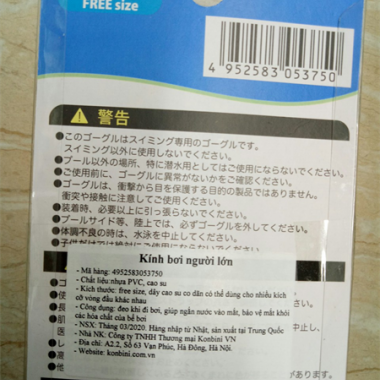 FREE size
4 952583 053750
警告
●このゴーグルはスイミング専用のゴーグルです。
スイミング以外に使用しないでください。
●プール以外の場所、特に潜水用としてはご使用にならないでください。
●ご使用前に、ゴーグルに異常がないかをご確認ください。
●ゴーグルは、衝撃から目を保護する目的の製品ではありません。
衝突や接触に注意してご使用ください。
●装着時、必要以上に引っ張らないでください。
●プールサイド等、陸上では、必ずゴーグルを外してください。
●体調不良の時は、水泳を中止してください。
Kính bơi người lớn
- Mã hàng: 4952583053750
- Chất liệu:nhựa PVC, cao su
- Kích thước: free size, dây cao su co dãn có thể dùng cho nhiều kích
cỡ vòng đầu khác nhau
- Công dụng: đeo khi đi bơi, giúp ngăn nước vào mắt, bảo vệ mắt khỏi
các hóa chất của bể bơi
- NSX: Tháng 03/2020. Hàng nhập từ Nhật, sản xuất tại Trung Quốc
- Nhà NK: Công ty TNHH Thương mại Konbini VN
- Địa chỉ: A2.2, Số 63 Vạn Phúc, Hà Đông, Hà Nội.
- Website: konbini.com.vn